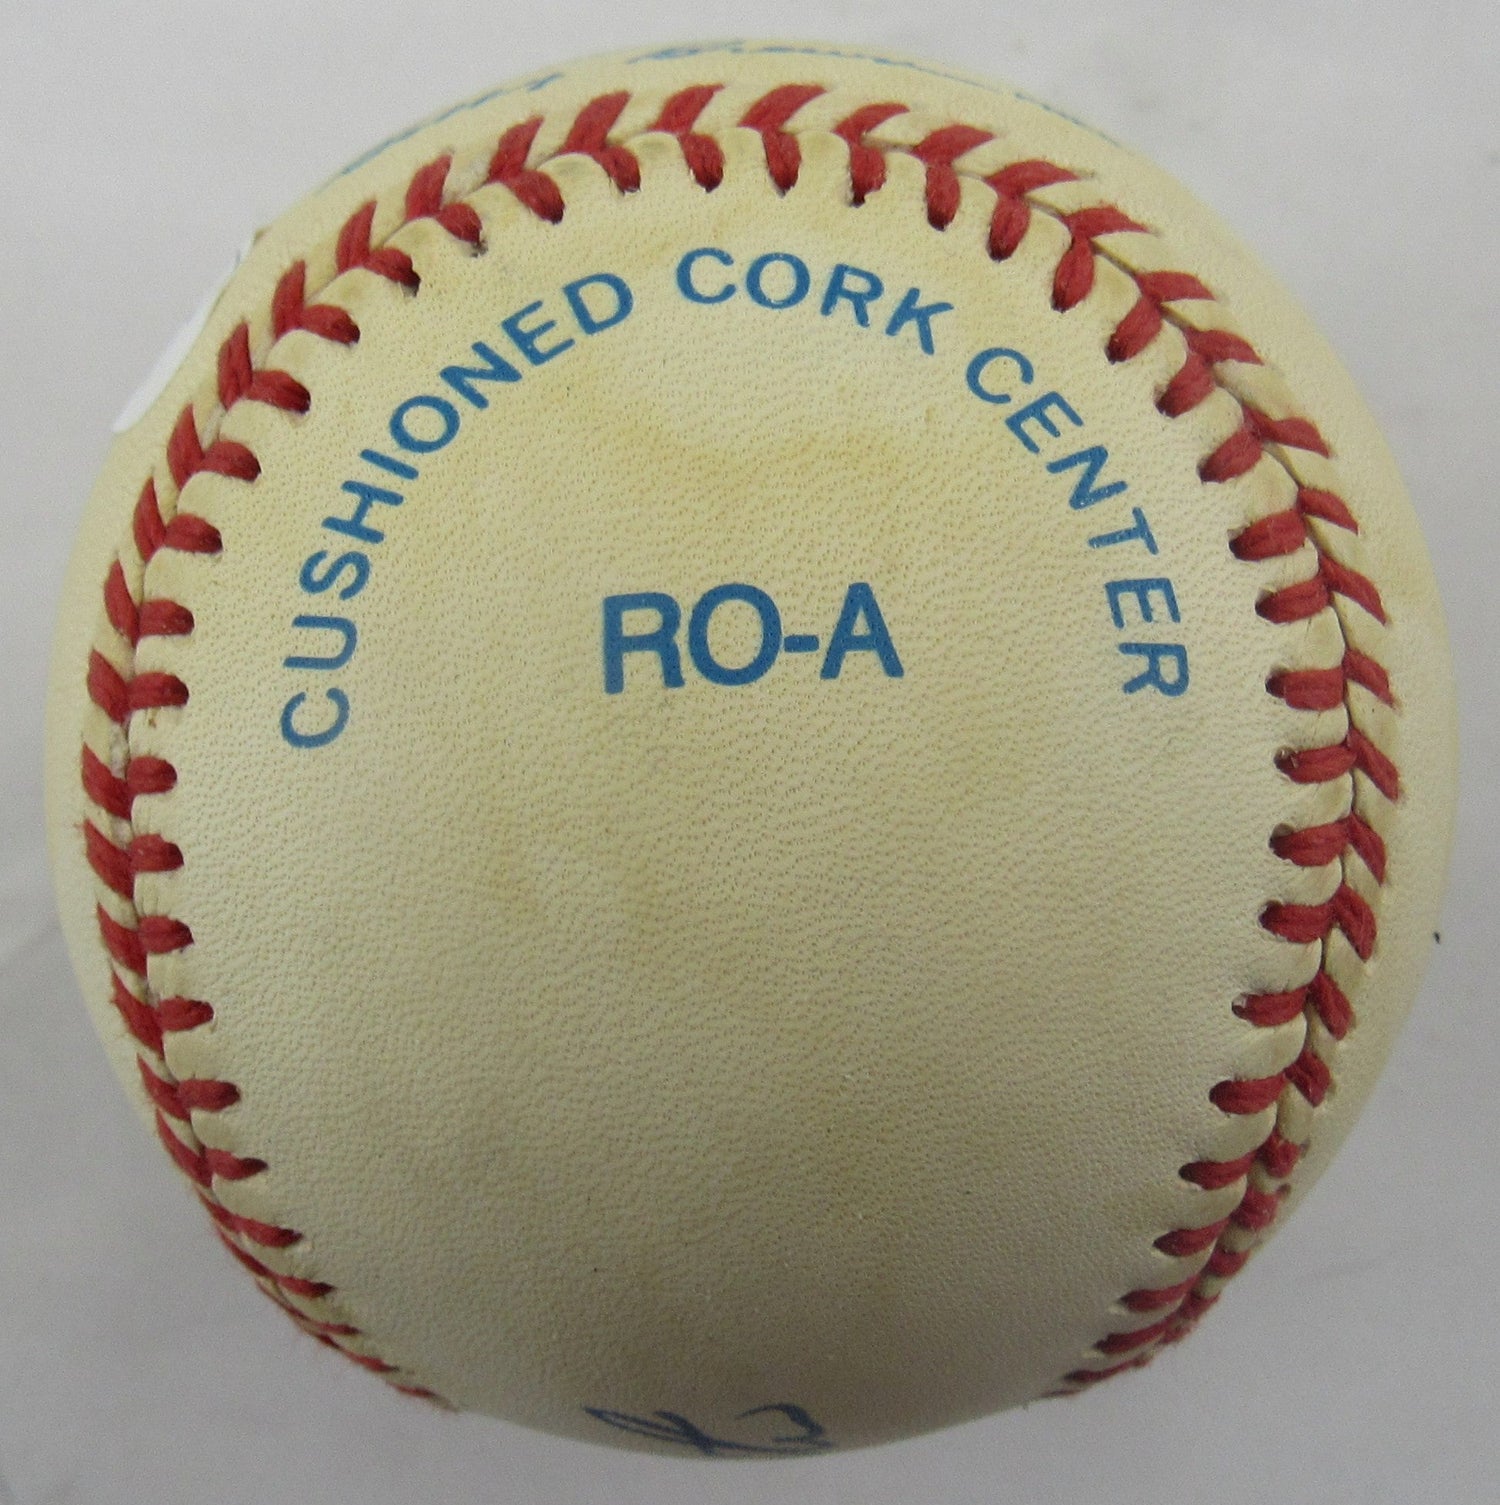 CUSHIONED CORK CENTER
RO-A